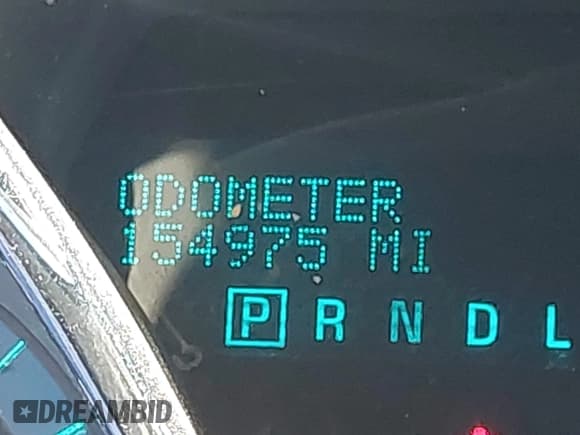 ODOMETER
154975 MI
P R N D L
DREAMBID